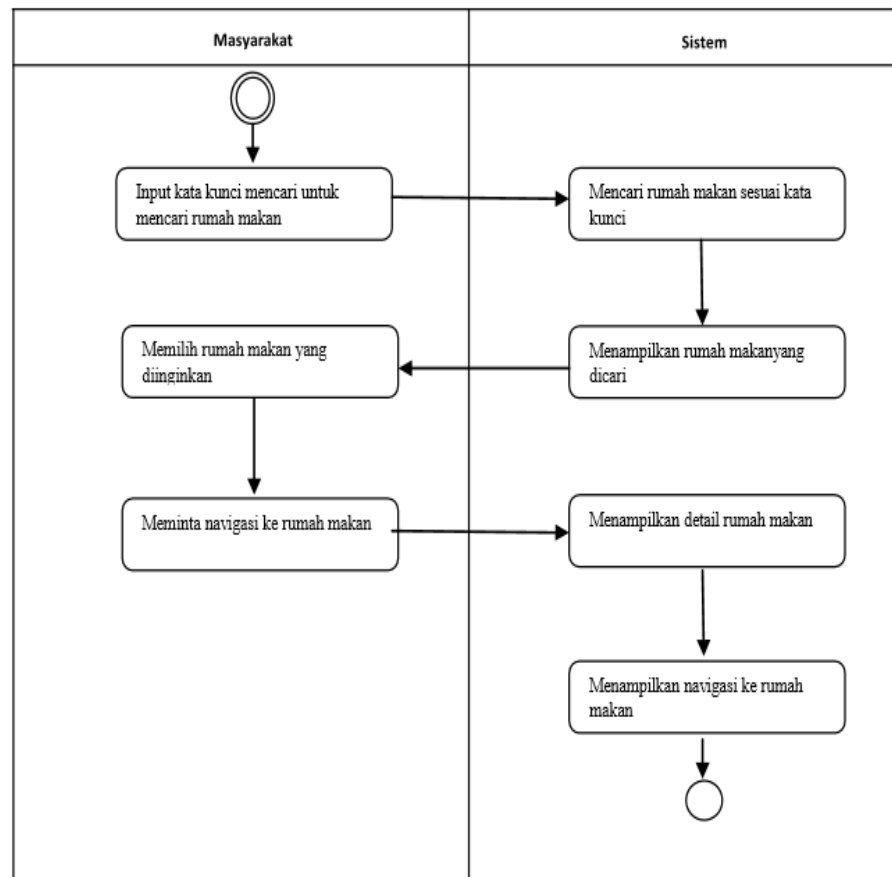 Masyarakat
Sistem
Input kata kunci mencari untuk
mencari rumah makan
Mencari rumah makan sesuai kata
kunci
Memilih rumah makan yang
diinginkan
Menampilkan rumah makanyang
dicari
Meminta navigasi ke rumah makan
Menampilkan detail rumah makan
Menampilkan navigasi ke rumah
makan